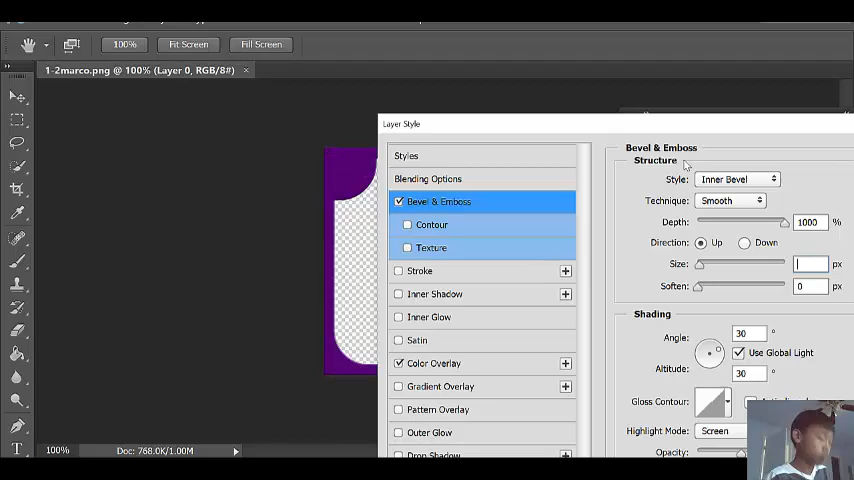 100%
Fit Screen
Fill Screen
1-2marco.png @ 100% (Layer 0, RGB/8#) ×
Layer Style
Styles
Blending Options
Bevel & Emboss
Contour
Texture
Stroke
Inner Shadow
Inner Glow
Satin
Color Overlay
Gradient Overlay
Pattern Overlay
Outer Glow
Drop Shadow
Bevel & Emboss
Structure
Style: Inner Bevel
Technique: Smooth
Depth: 1000 %
Direction: Up Down
Size: px
Soften: 0 px
Shading
Angle: 30 °
Use Global Light
Altitude: 30 °
Gloss Contour:
Highlight Mode: Screen
Opacity:
100% Doc: 768.0K/1.00M